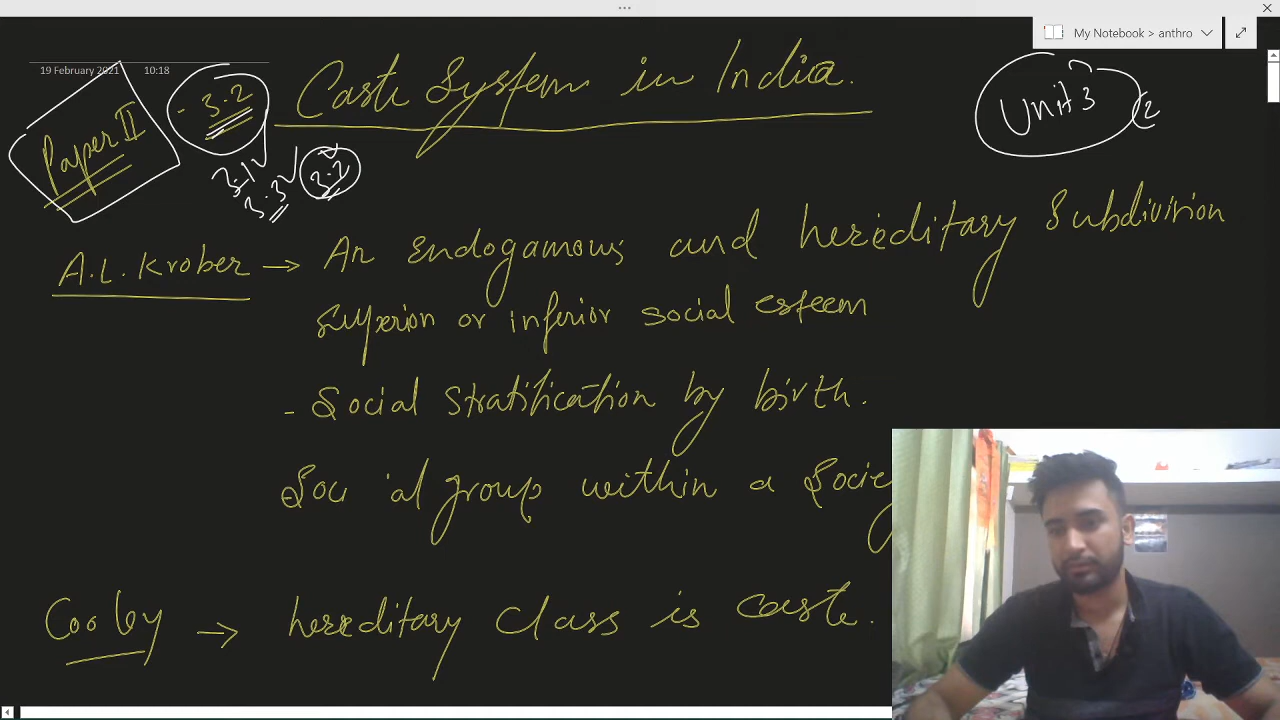 My Notebook > anthro
19 February 2021 10:18
Caste System in India.
Paper II
- 3.2
3.1
3.3
3.2
Unit 3
2
A.L. Krober → An Endogamous and hereditary Subdivision
Superior or inferior social esteem
- Social stratification by birth.
Social group within a Socie
Cooley → hereditary class is caste.